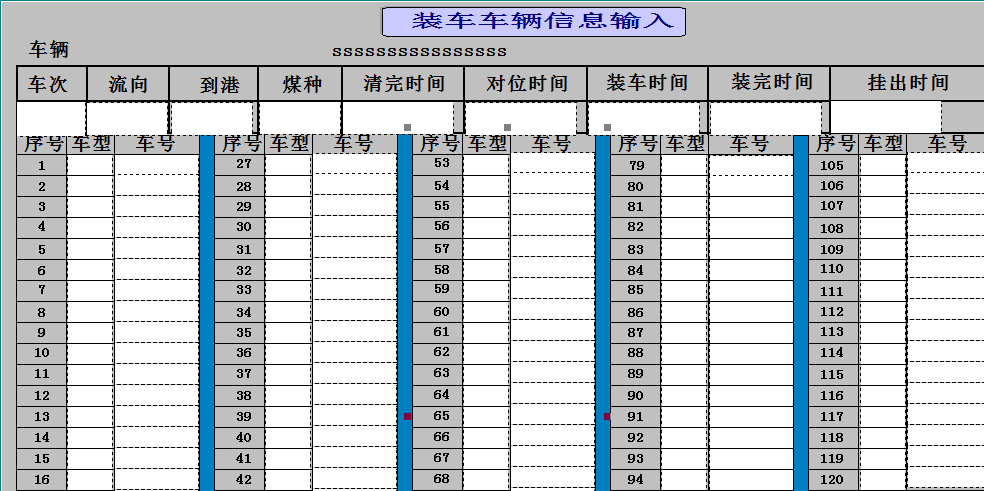 装车车辆信息输入
车辆 ssssssssssssssss
车次 流向 到港 煤种 清完时间 对位时间 装车时间 装完时间 挂出时间
序号 车型 车号 序号 车型 车号 序号 车型 车号 序号 车型 车号 序号 车型 车号
1 27 53 79 105
2 28 54 80 106
3 29 55 81 107
4 30 56 82 108
5 31 57 83 109
6 32 58 84 110
7 33 59 85 111
8 34 60 86 112
9 35 61 87 113
10 36 62 88 114
11 37 63 89 115
12 38 64 90 116
13 39 65 91 117
14 40 66 92 118
15 41 67 93 119
16 42 68 94 120